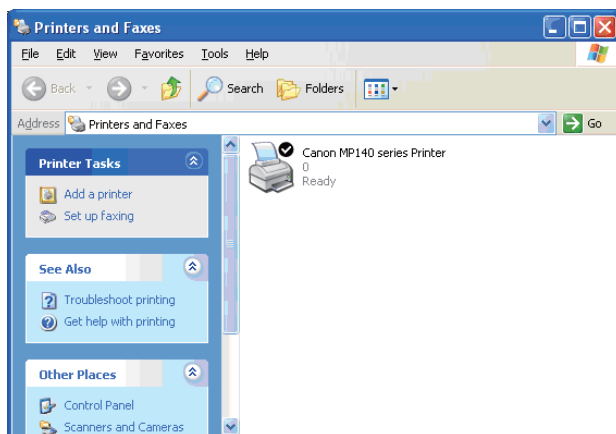 Printers and Faxes
File Edit View Favorites Tools Help
Back Search Folders
Address Printers and Faxes Go
Printer Tasks
Add a printer
Set up faxing
See Also
Troubleshoot printing
Get help with printing
Other Places
Control Panel
Scanners and Cameras
Canon MP140 series Printer
0
Ready